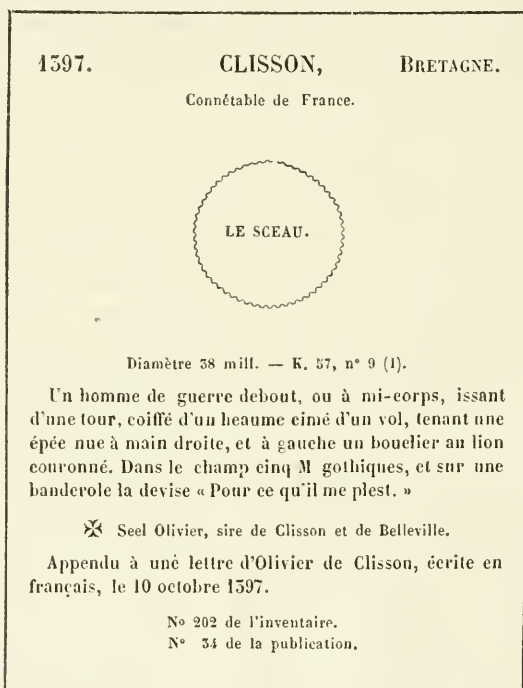 1397. CLISSON, BRETAGNE.
Connétable de France.
LE SCEAU.
Diamètre 38 mill. — K. 57, n° 9 (1).
Un homme de guerre debout, ou à mi-corps, issant
d'une tour, coiffé d'un heaume cimé d'un vol, tenant une
épée nue à main droite, et à gauche un bouclier au lion
couronné. Dans le champ cinq M gothiques, et sur une
banderole la devise « Pour ce qu'il me plest. »
✠ Seel Olivier, sire de Clisson et de Belleville.
Appendu à une lettre d'Olivier de Clisson, écrite en
français, le 10 octobre 1397.
No 202 de l'inventaire.
N° 34 de la publication.